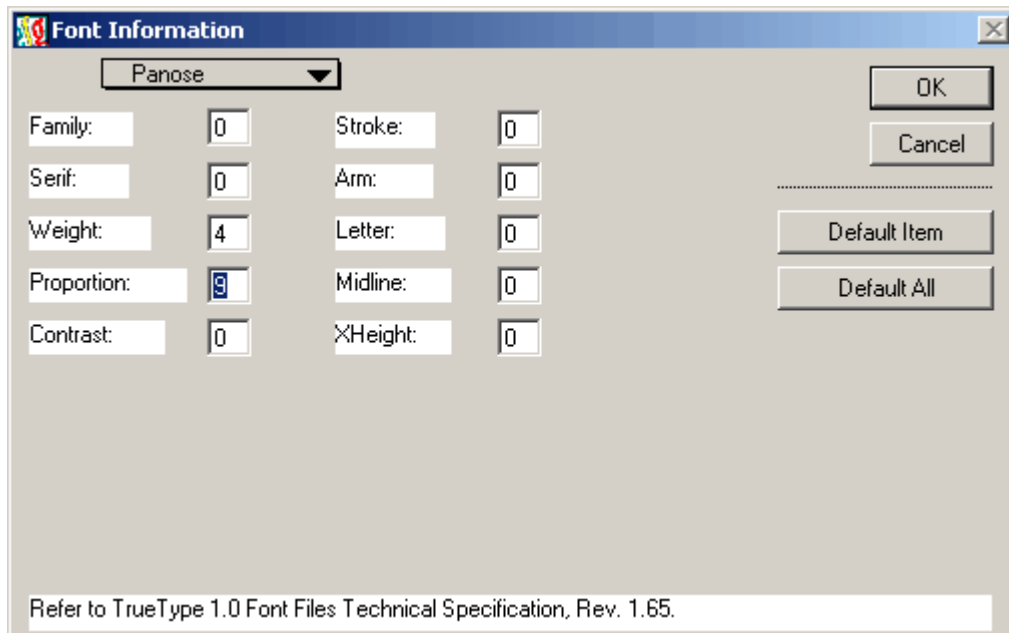 Font Information
Panose
OK
Family: 0 Stroke: 0
Cancel
Serif: 0 Arm: 0
Weight: 4 Letter: 0
Default Item
Proportion: 9 Midline: 0
Default All
Contrast: 0 XHeight: 0
Refer to TrueType 1.0 Font Files Technical Specification, Rev. 1.65.